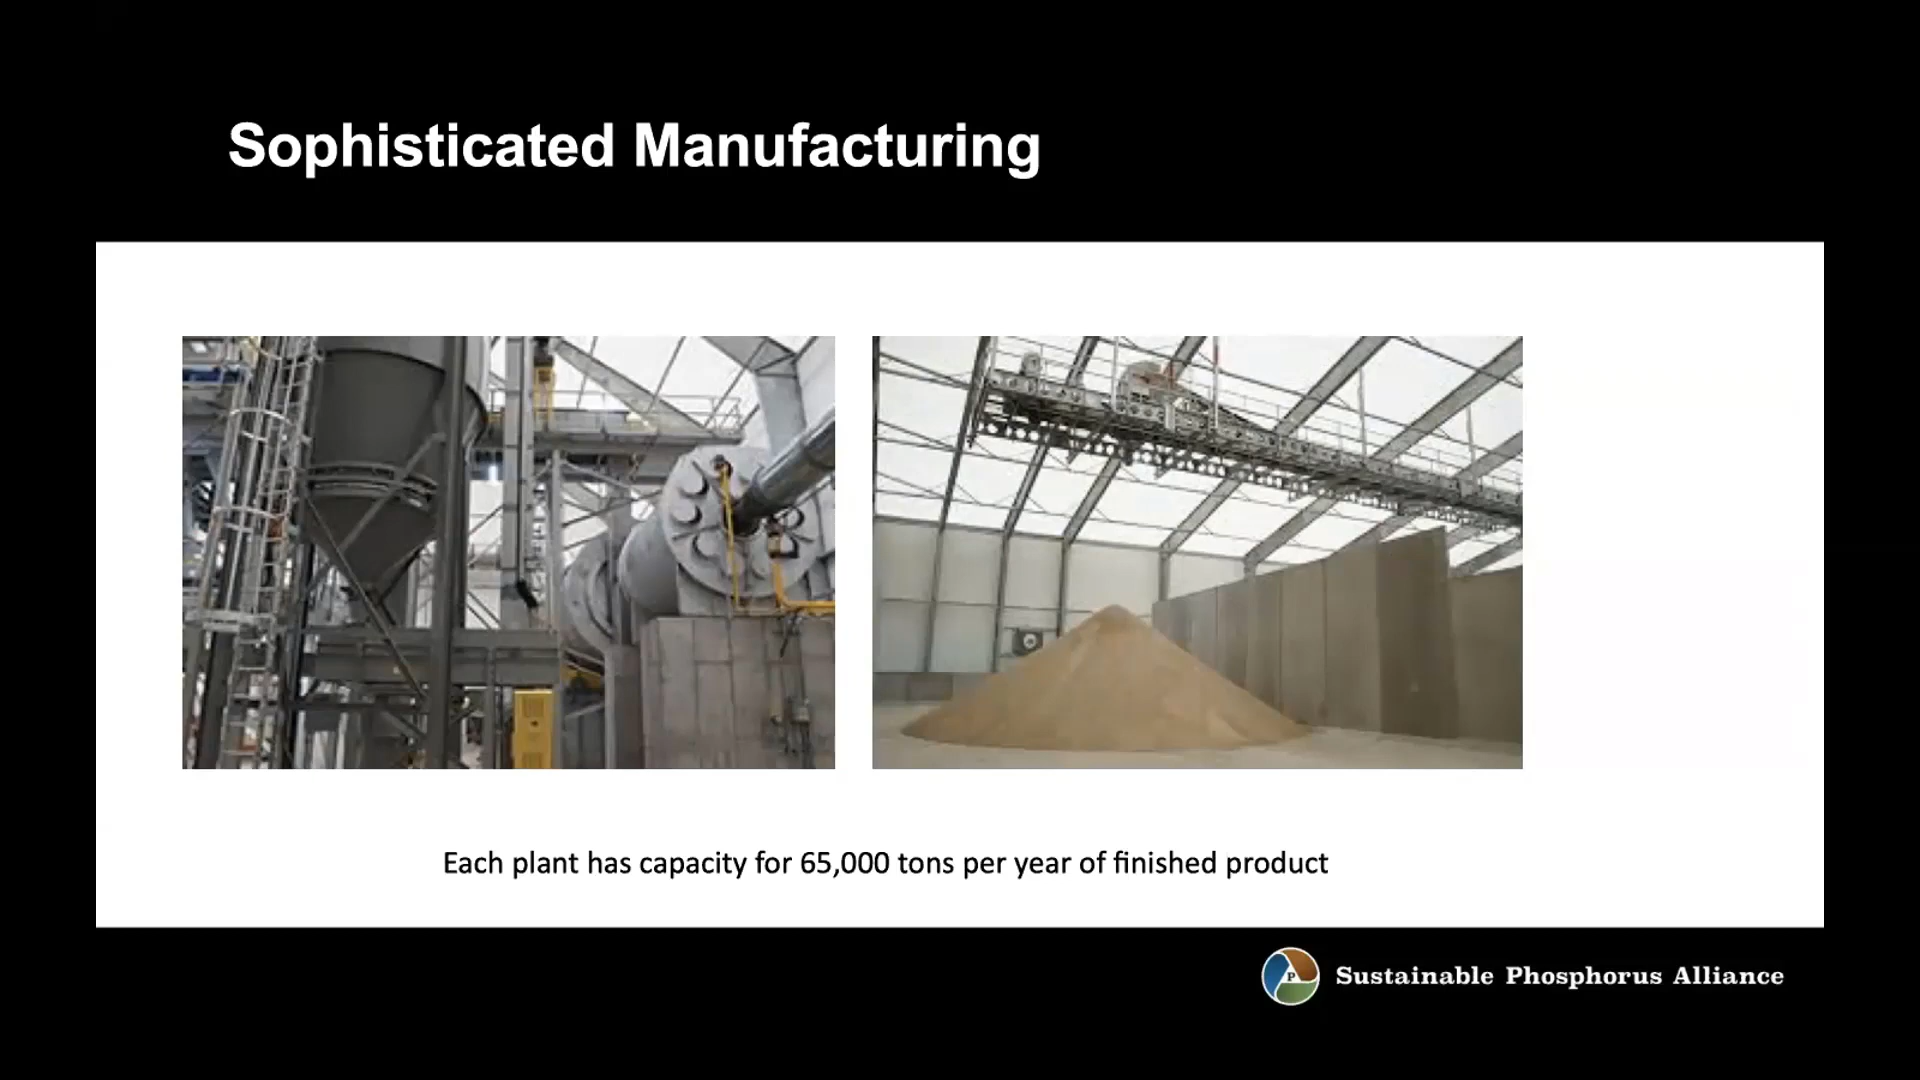 Sophisticated Manufacturing
Each plant has capacity for 65,000 tons per year of finished product
P
Sustainable Phosphorus Alliance